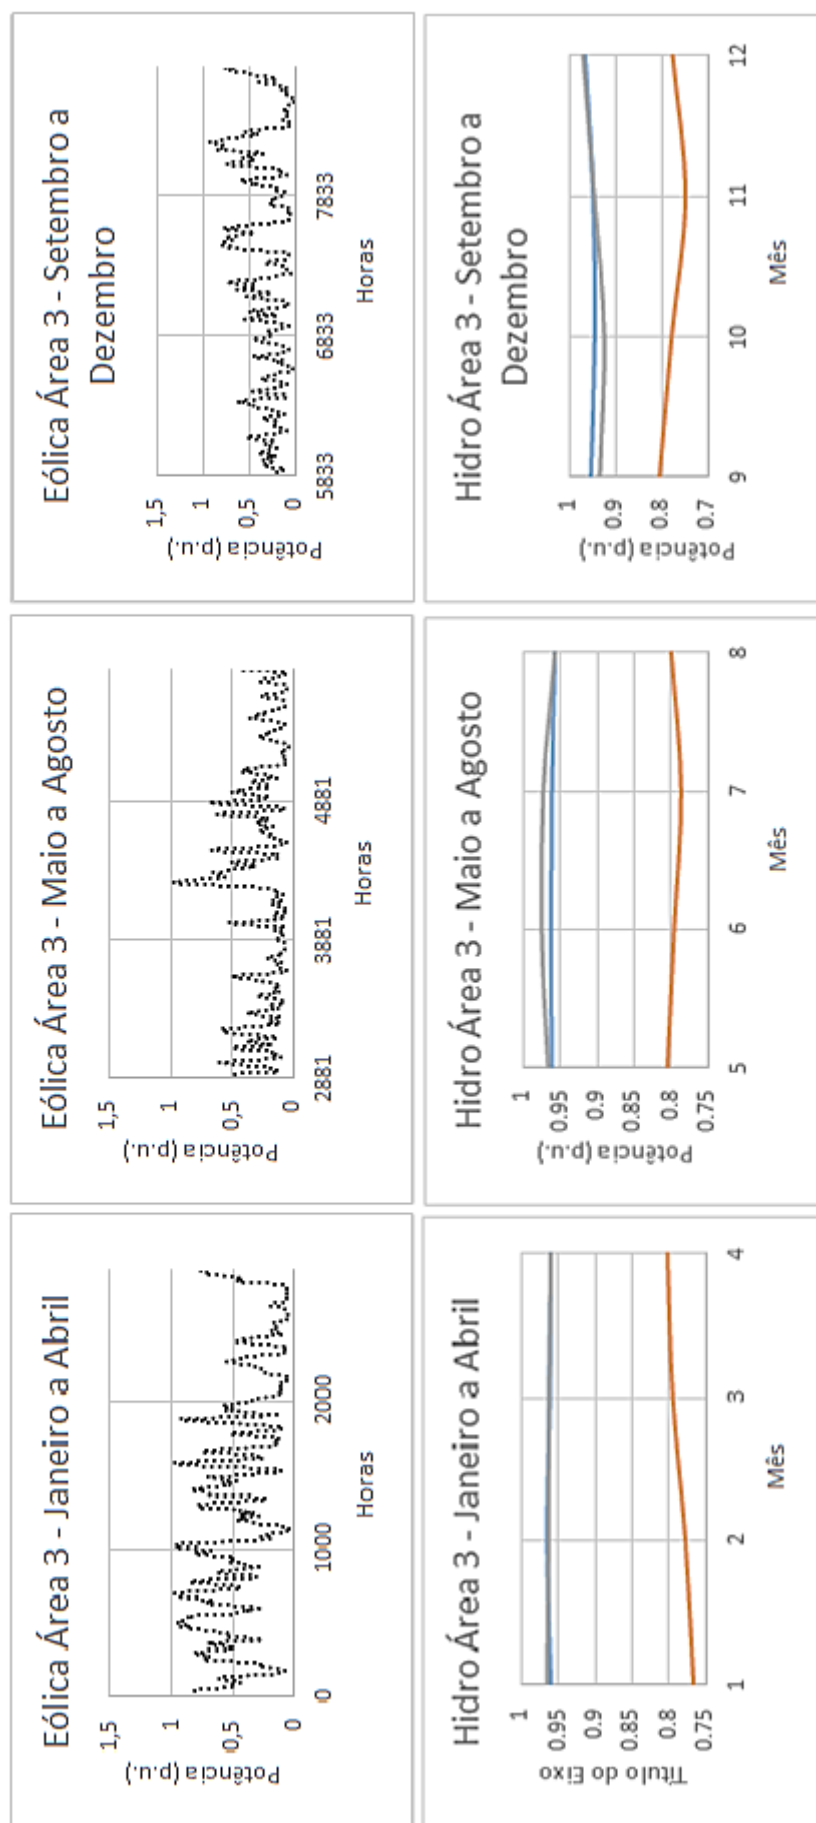 Eólica Área 3 - Janeiro a Abril
Potência (p.u.)
1,5
1
0,5
0
0
1000
2000
Horas
Eólica Área 3 - Maio a Agosto
Potência (p.u.)
1,5
1
0,5
0
2881
3881
4881
Horas
Eólica Área 3 - Setembro a
Dezembro
Potência (p.u.)
1,5
1
0,5
0
5833
6833
7833
Horas
Hidro Área 3 - Janeiro a Abril
Título do Eixo
1
0.95
0.9
0.85
0.8
0.75
1
2
3
4
Mês
Hidro Área 3 - Maio a Agosto
Potência (p.u.)
1
0.95
0.9
0.85
0.8
0.75
5
6
7
8
Mês
Hidro Área 3 - Setembro a
Dezembro
Potência (p.u.)
1
0.9
0.8
0.7
9
10
11
12
Mês